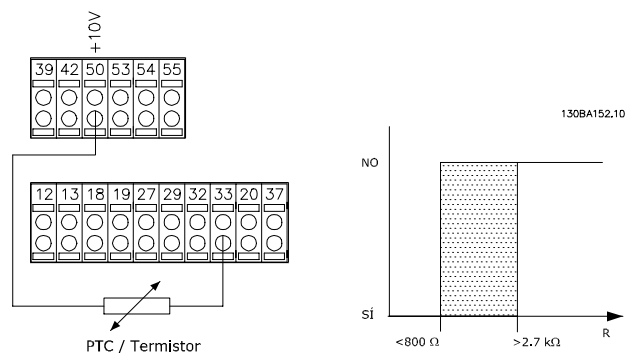 +10V
39 42 50 53 54 55
12 13 18 19 27 29 32 33 20 37
PTC / Termistor
130BA152.10
NO
SÍ
R
<800 Ω
>2.7 kΩ